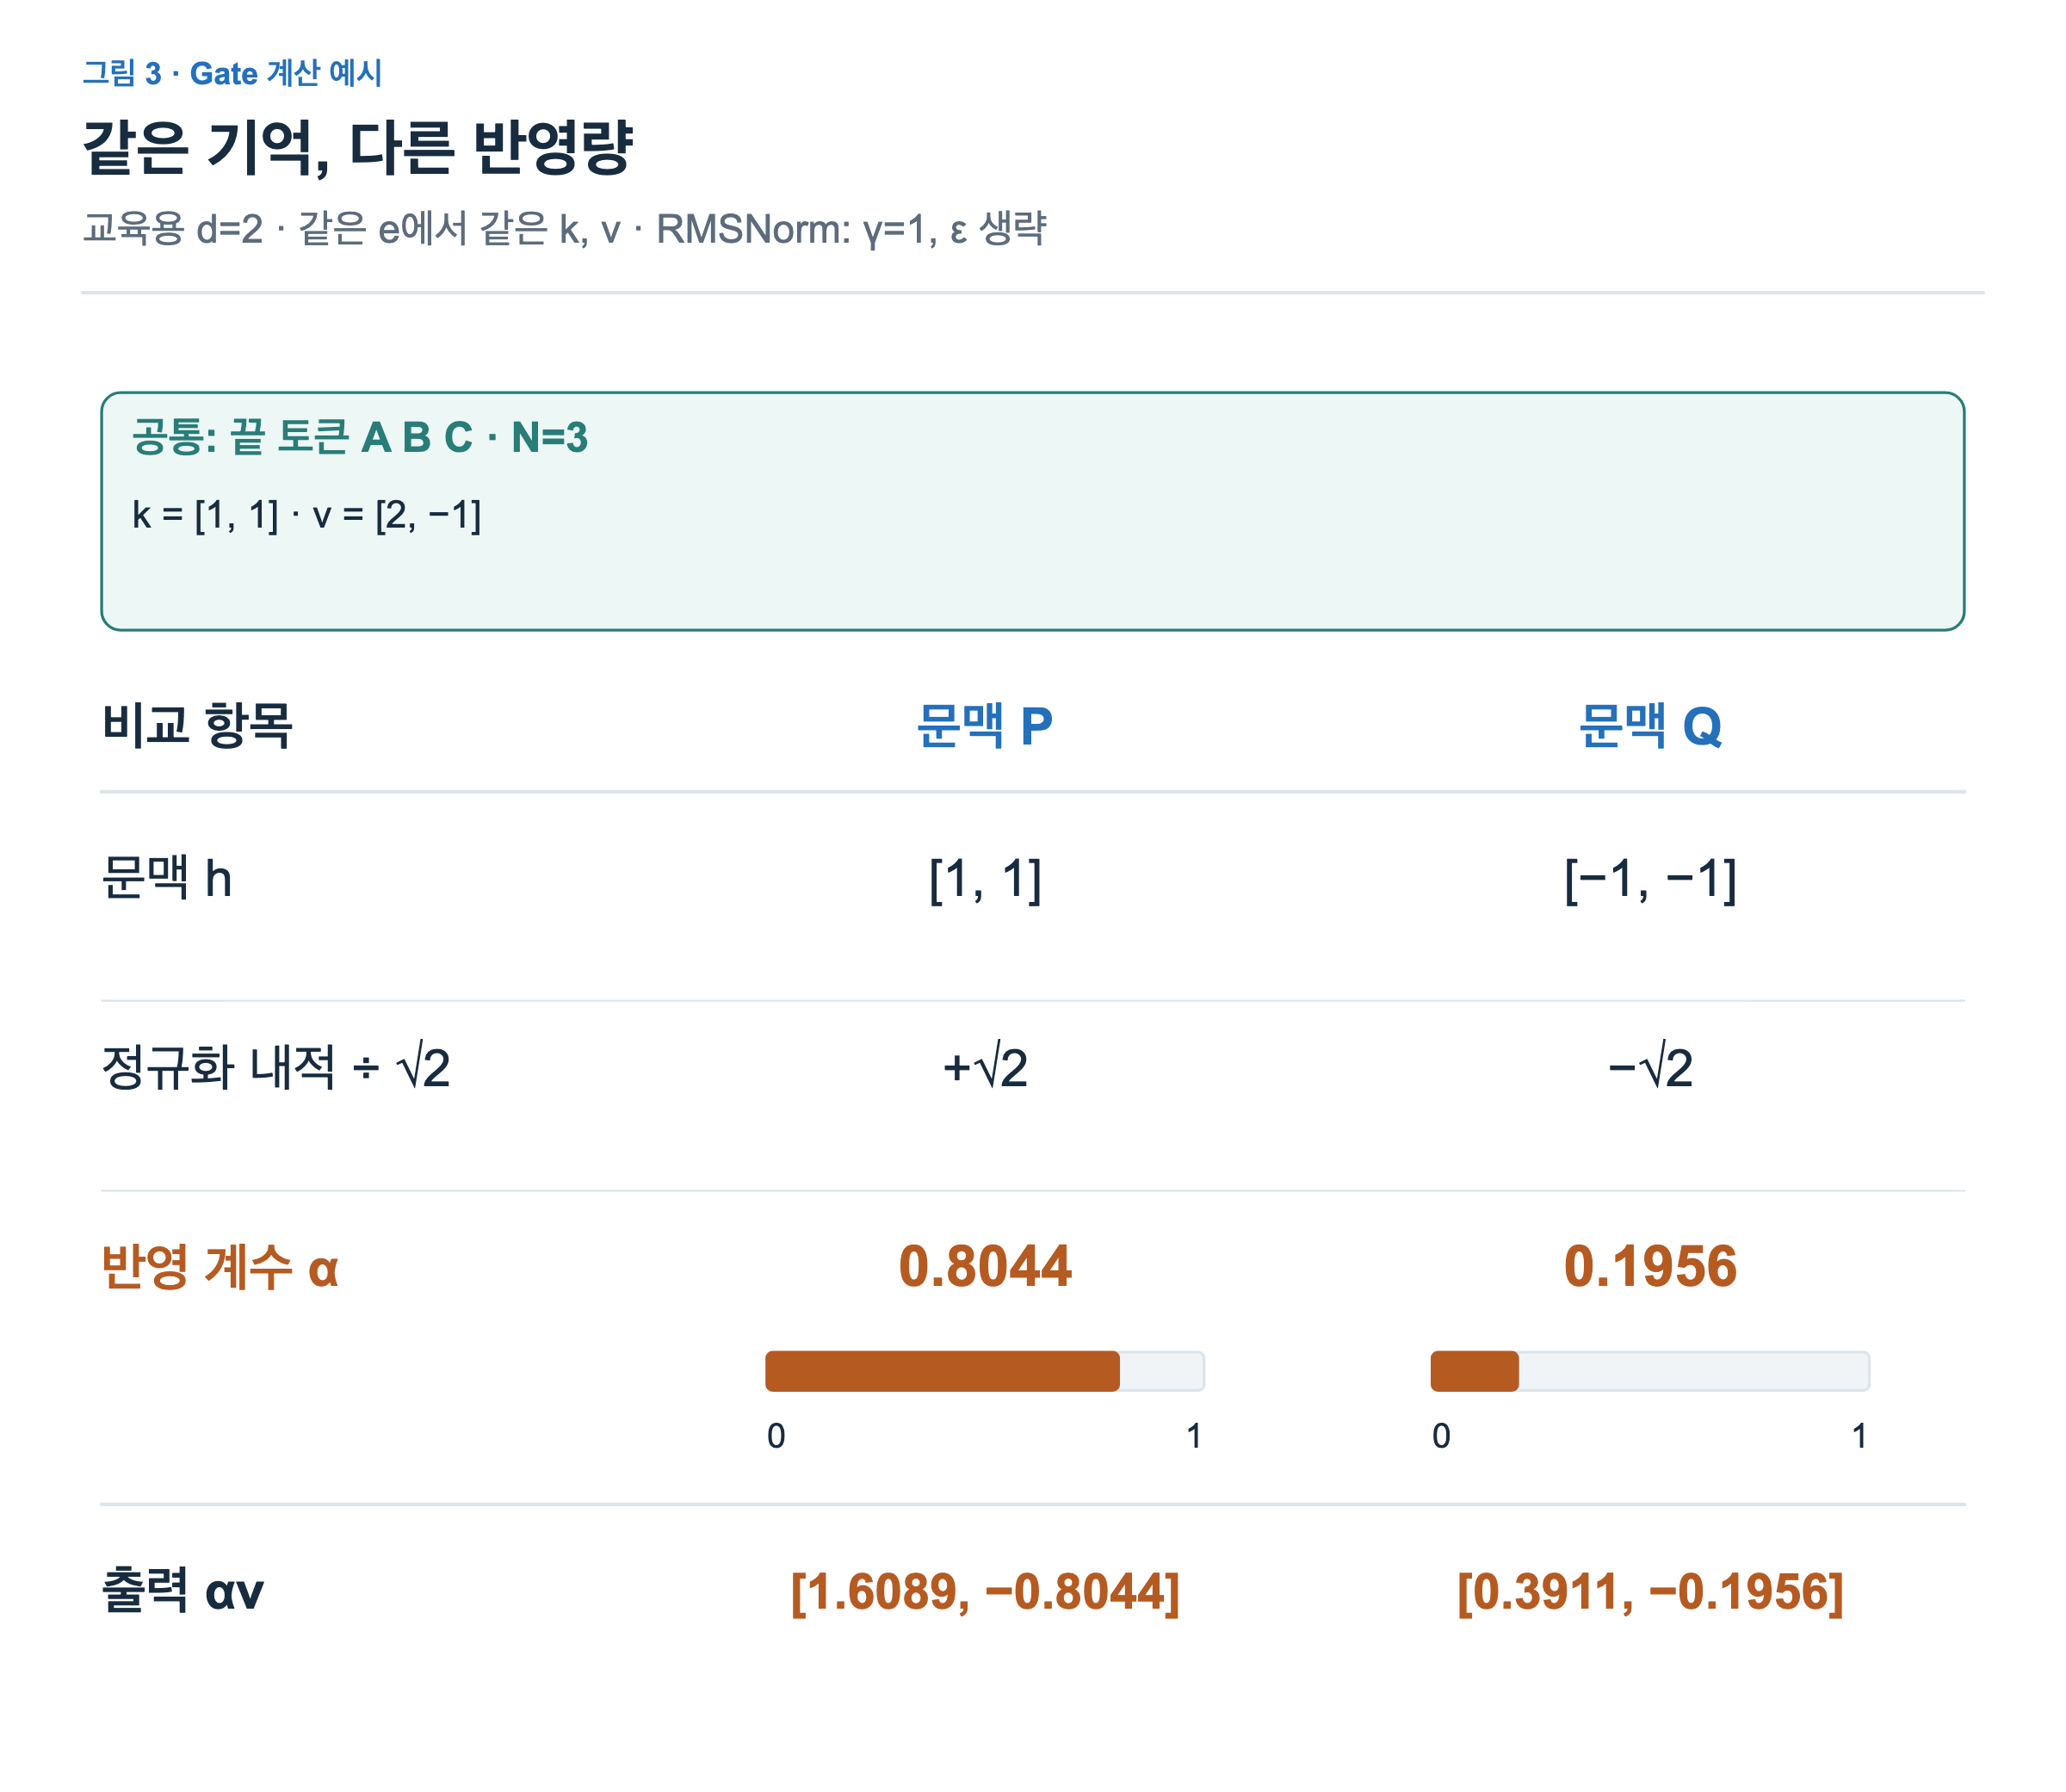 그림 3 · Gate 계산 예시
같은 기억, 다른 반영량
교육용 d=2 · 같은 e에서 같은 k, v · RMSNorm: γ=1, ε 생략
공통: 끝 토큰 A B C · N=3
k = [1, 1] · v = [2, −1]
비교 항목 문맥 P 문맥 Q
문맥 h [1, 1] [−1, −1]
정규화 내적 ÷ √2 +√2 −√2
반영 계수 α 0.8044 0.1956
0 1 0 1
출력 αv [1.6089, −0.8044] [0.3911, −0.1956]